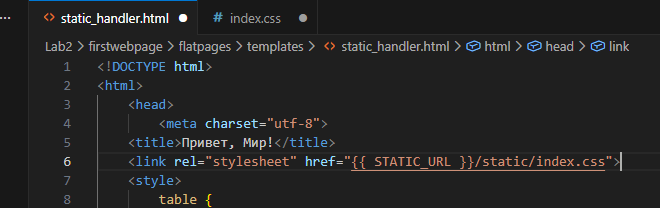 static_handler.html index.css
Lab2 > firstwebpage > flatpages > templates > static_handler.html > html > head > link
1 <!DOCTYPE html>
2 <html>
3 <head>
4 <meta charset="utf-8">
5 <title>Привет, Мир!</title>
6 <link rel="stylesheet" href="{{ STATIC_URL }}/static/index.css">
7 <style>
8 table {